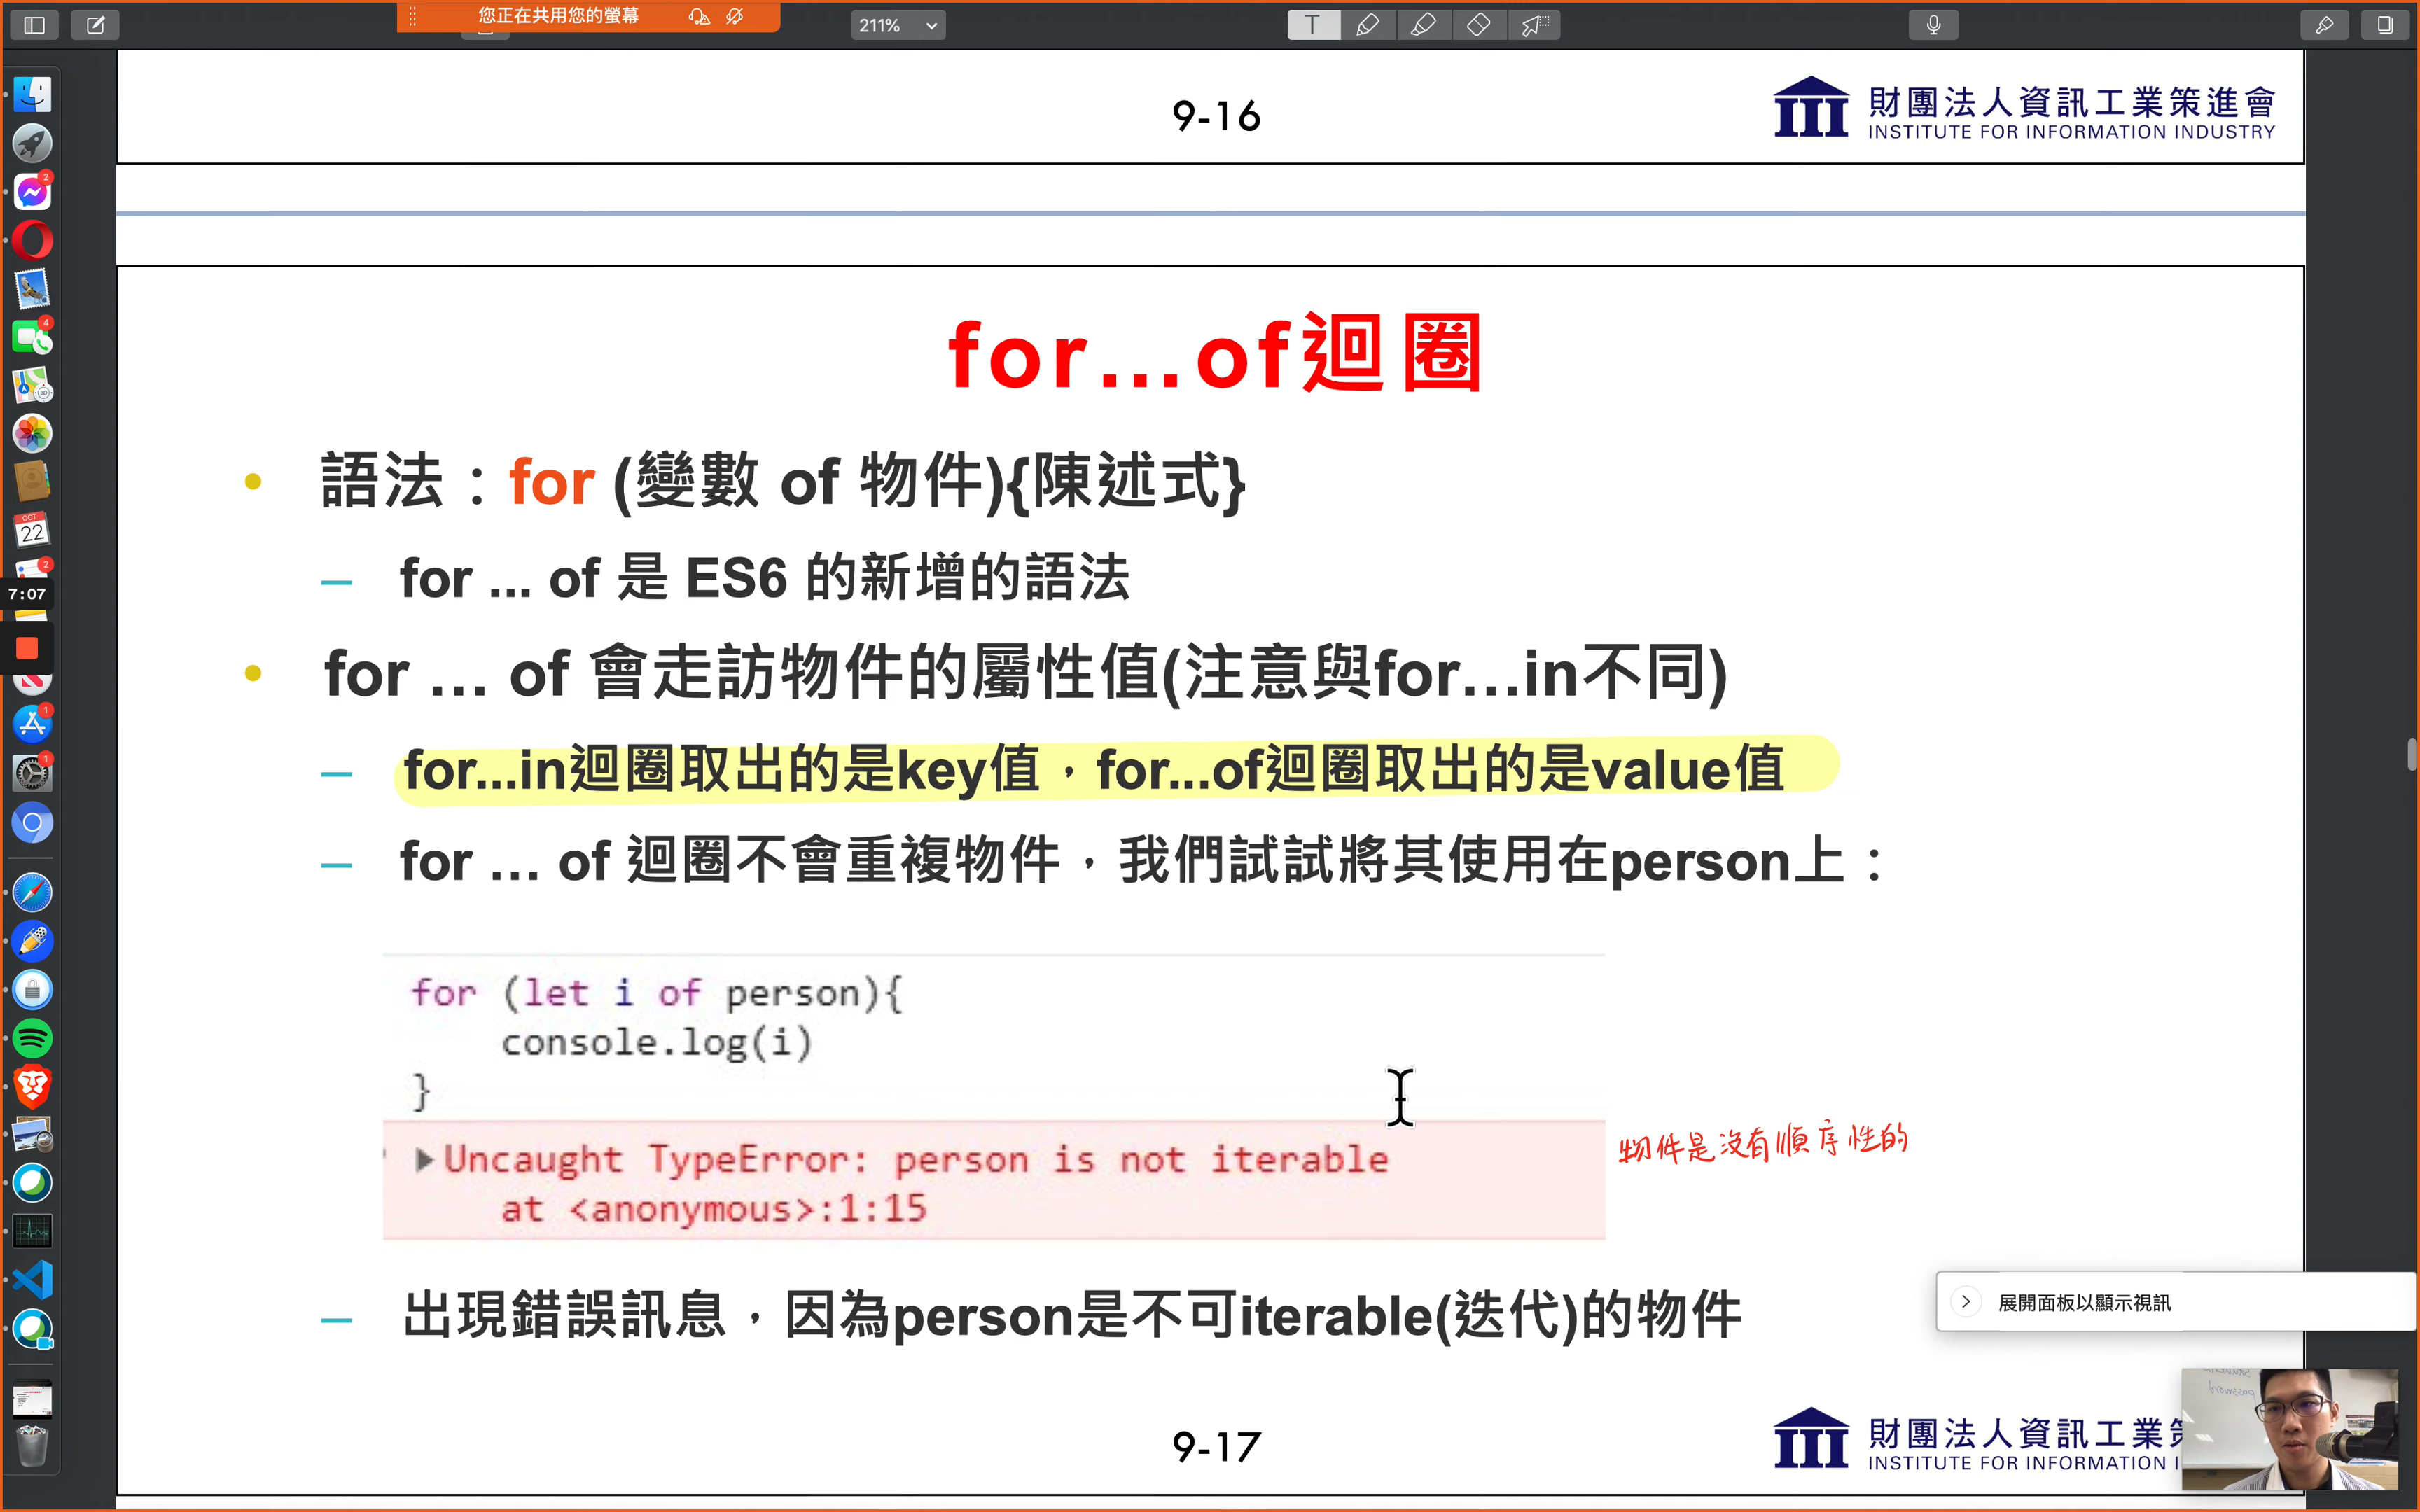 您正在共用您的螢幕
211%
9-16
財團法人資訊工業策進會
INSTITUTE FOR INFORMATION INDUSTRY
for...of迴圈
語法：for (變數 of 物件){陳述式}
for ... of 是 ES6 的新增的語法
for ... of 會走訪物件的屬性值(注意與for...in不同)
for...in迴圈取出的是key值，for...of迴圈取出的是value值
for ... of 迴圈不會重複物件，我們試試將其使用在person上：
for (let i of person){
console.log(i)
}
Uncaught TypeError: person is not iterable
at <anonymous>:1:15
物件是沒有順序性的
出現錯誤訊息，因為person是不可iterable(迭代)的物件
展開面板以顯示視訊
9-17
財團法人資訊工業
INSTITUTE FOR INFORMATION I
2
4
OCT
22
2
7:07
1
1